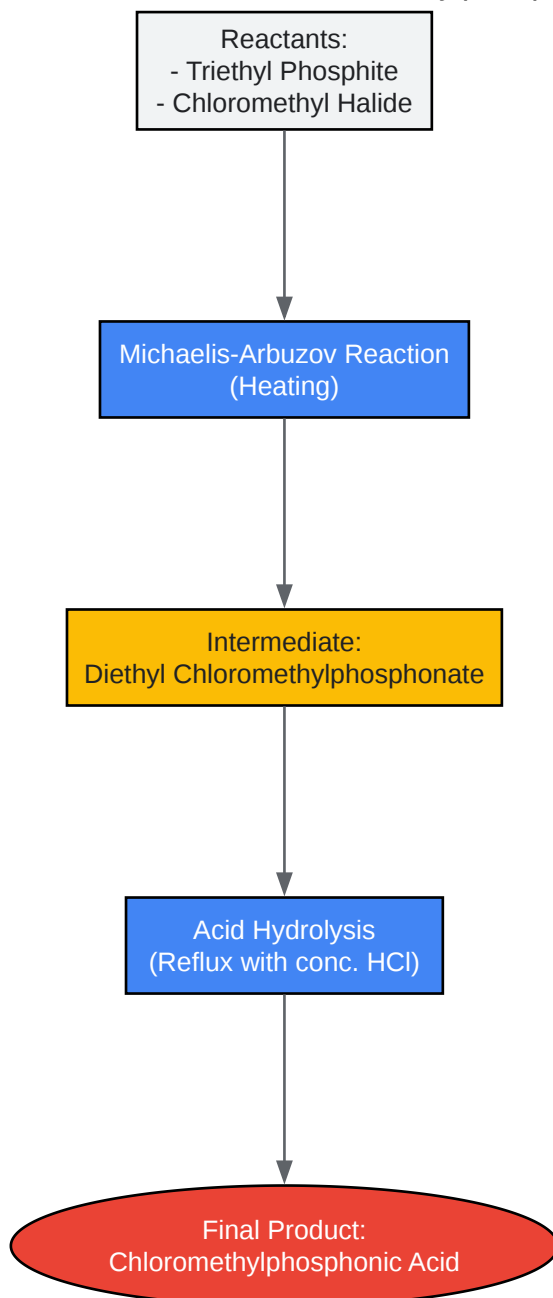 Reactants:
- Triethyl Phosphite
- Chloromethyl Halide
Michaelis-Arbuzov Reaction
(Heating)
Intermediate:
Diethyl Chloromethylphosphonate
Acid Hydrolysis
(Reflux with conc. HCl)
Final Product:
Chloromethylphosphonic Acid